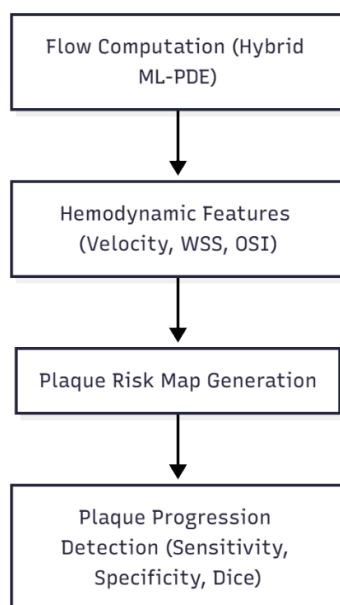 Flow Computation (Hybrid
ML-PDE)
Hemodynamic Features
(Velocity, WSS, OSI)
Plaque Risk Map Generation
Plaque Progression
Detection (Sensitivity,
Specificity, Dice)